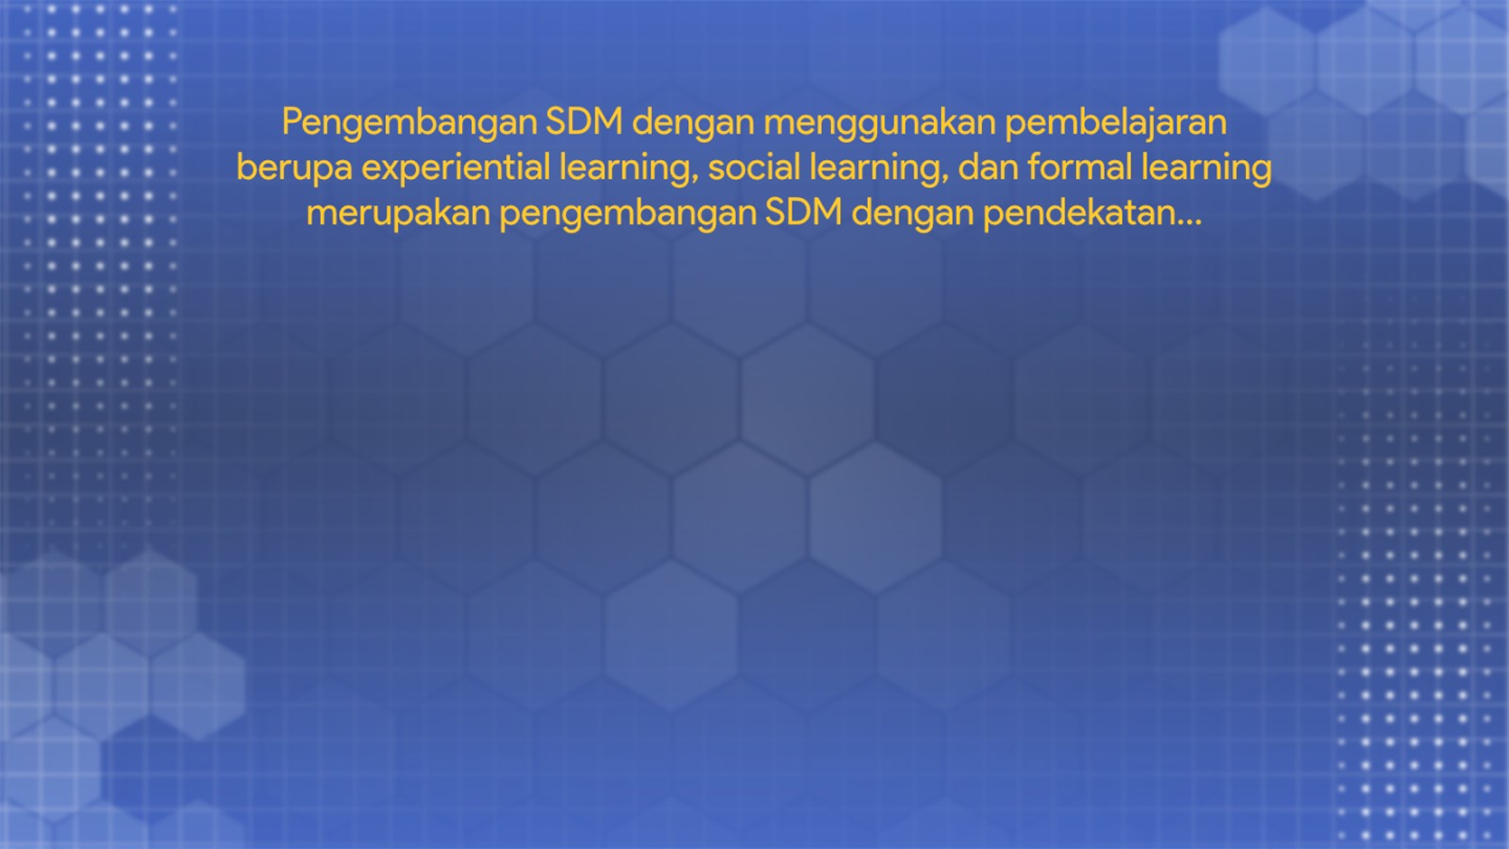 Pengembangan SDM dengan menggunakan pembelajaran
berupa experiential learning, social learning, dan formal learning
merupakan pengembangan SDM dengan pendekatan...